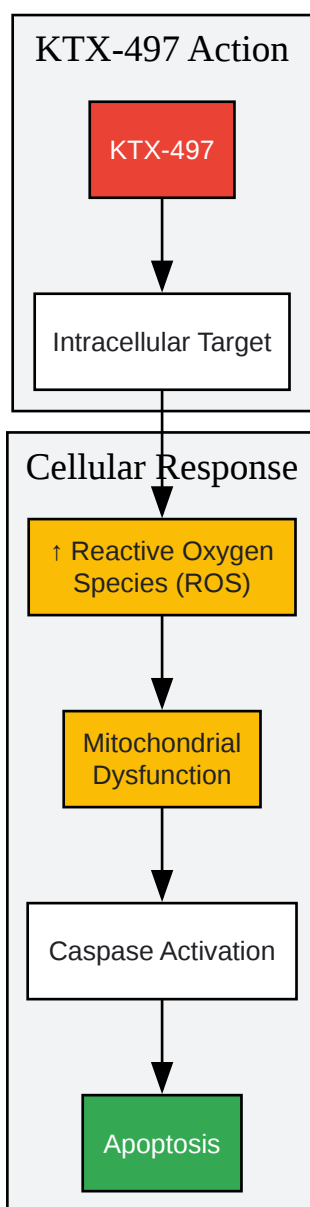 KTX-497 Action
KTX-497
Intracellular Target
Cellular Response
↑ Reactive Oxygen
Species (ROS)
Mitochondrial
Dysfunction
Caspase Activation
Apoptosis